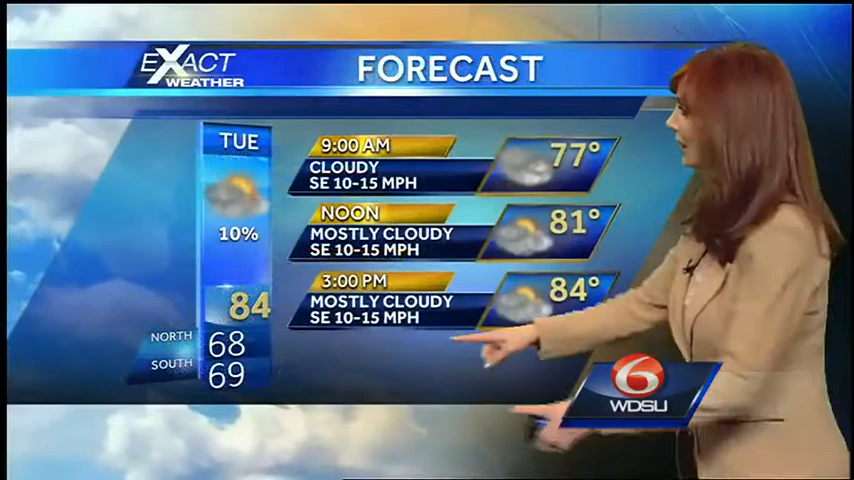 EXACT
WEATHER
FORECAST
TUE
10%
84
NORTH 68
SOUTH 69
9:00 AM
CLOUDY
SE 10-15 MPH
77°
NOON
MOSTLY CLOUDY
SE 10-15 MPH
81°
3:00 PM
MOSTLY CLOUDY
SE 10-15 MPH
84°
6
WDSU